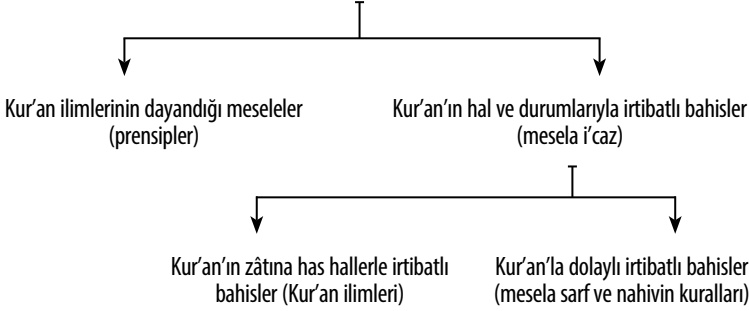 Kur'an ilimlerinin dayandığı meseleler
(prensipler)
Kur'an'ın hal ve durumlarıyla irtibatlı bahisler
(mesela i'caz)
Kur'an'ın zâtına has hallerle irtibatlı
bahisler (Kur'an ilimleri)
Kur'an'la dolaylı irtibatlı bahisler
(mesela sarf ve nahivin kuralları)